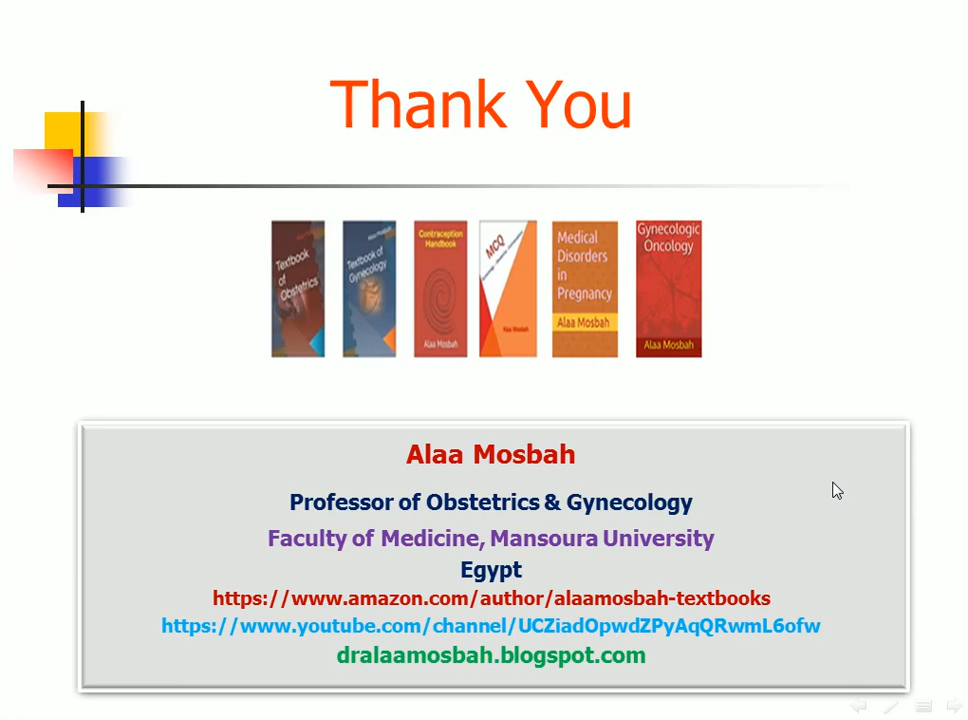 Thank You
Textbook
of
Obstetrics
Textbook of
Gynecology
Contraception
Handbook
Alaa Mosbah
MCQ
Medical
Disorders
in
Pregnancy
Alaa Mosbah
Gynecologic
Oncology
Alaa Mosbah
Alaa Mosbah
Professor of Obstetrics & Gynecology
Faculty of Medicine, Mansoura University
Egypt
https://www.amazon.com/author/alaamosbah-textbooks
https://www.youtube.com/channel/UCZiadOpwdZPyAqQRwmL6ofw
dralaamosbah.blogspot.com